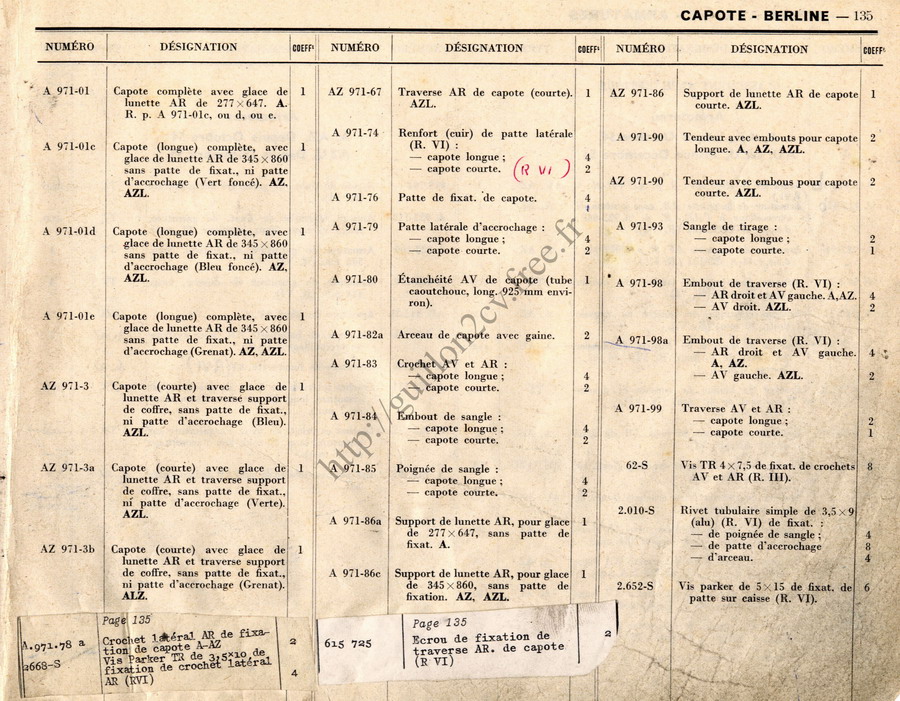 CAPOTE - BERLINE — 135
NUMÉRO DÉSIGNATION COEFFT
A 971-01 Capote complète avec glace de 1
lunette AR de 277×647. A.
R. p. A 971-01c, ou d, ou e.
A 971-01c Capote (longue) complète, avec 1
glace de lunette AR de 345×860
sans patte de fixat., ni patte
d'accrochage (Vert foncé). AZ,
AZL.
A 971-01d Capote (longue) complète, avec 1
glace de lunette AR de 345×860
sans patte de fixat., ni patte
d'accrochage (Bleu foncé). AZ,
AZL.
A 971-01e Capote (longue) complète, avec 1
glace de lunette AR de 345×860
sans patte de fixat., ni patte
d'accrochage (Grenat). AZ, AZL.
AZ 971-3 Capote (courte) avec glace de 1
lunette AR et traverse support
de coffre, sans patte de fixat.,
ni patte d'accrochage (Bleu).
AZL.
AZ 971-3a Capote (courte) avec glace de 1
lunette AR et traverse support
de coffre, sans patte de fixat.,
ni patte d'accrochage (Verte).
AZL.
AZ 971-3b Capote (courte) avec glace de 1
lunette AR et traverse support
de coffre, sans patte de fixat.,
ni patte d'accrochage (Grenat).
ALZ.
Page 135
A.971.78 a Crochet latéral AR de fixa- 2
tion de capote A-AZ
2668-S Vis Parker TR de 3,5×10 de
fixation de crochet latéral 4
AR (RVI)
NUMÉRO DÉSIGNATION COEFFT
AZ 971-67 Traverse AR de capote (courte). 1
AZL.
A 971-74 Renfort (cuir) de patte latérale
(R. VI) :
— capote longue ; 4
— capote courte. (R VI) 2
A 971-76 Patte de fixat. de capote. 4
A 971-79 Patte latérale d'accrochage :
— capote longue ; 4
— capote courte. 2
A 971-80 Étanchéité AV de capote (tube 1
caoutchouc, long. 925 mm envi-
ron).
A 971-82a Arceau de capote avec gaine. 2
A 971-83 Crochet AV et AR :
— capote longue ; 4
— capote courte. 2
A 971-84 Embout de sangle :
— capote longue ; 4
— capote courte. 2
A 971-85 Poignée de sangle :
— capote longue ; 4
— capote courte. 2
A 971-86a Support de lunette AR, pour glace 1
de 277×647, sans patte de
fixat. A.
A 971-86c Support de lunette AR, pour glace 1
de 345×860, sans patte de
fixation. AZ, AZL.
Page 135
615 725 Ecrou de fixation de 2
traverse AR. de capote
(R VI)
NUMÉRO DÉSIGNATION COEFFT
AZ 971-86 Support de lunette AR de capote 1
courte. AZL.
A 971-90 Tendeur avec embouts pour capote 2
longue. A, AZ, AZL.
AZ 971-90 Tendeur avec embous pour capote 2
courte. AZL.
A 971-93 Sangle de tirage :
— capote longue ; 2
— capote courte. 1
A 971-98 Embout de traverse (R. VI) :
— AR droit et AV gauche. A, AZ. 4
— AV droit. AZL. 2
A 971-98a Embout de traverse (R. VI) :
— AR droit et AV gauche. 4
A, AZ.
— AV gauche. AZL. 2
A 971-99 Traverse AV et AR :
— capote longue ; 2
— capote courte. 1
62-S Vis TR 4×7,5 de fixat. de crochets 8
AV et AR (R. III).
2.010-S Rivet tubulaire simple de 3,5×9
(alu) (R. VI) de fixat. :
— de poignée de sangle ; 4
— de patte d'accrochage 8
— d'arceau. 4
2.652-S Vis parker de 5×15 de fixat. de 6
patte sur caisse (R. VI).
http://guillon2cv.free.fr